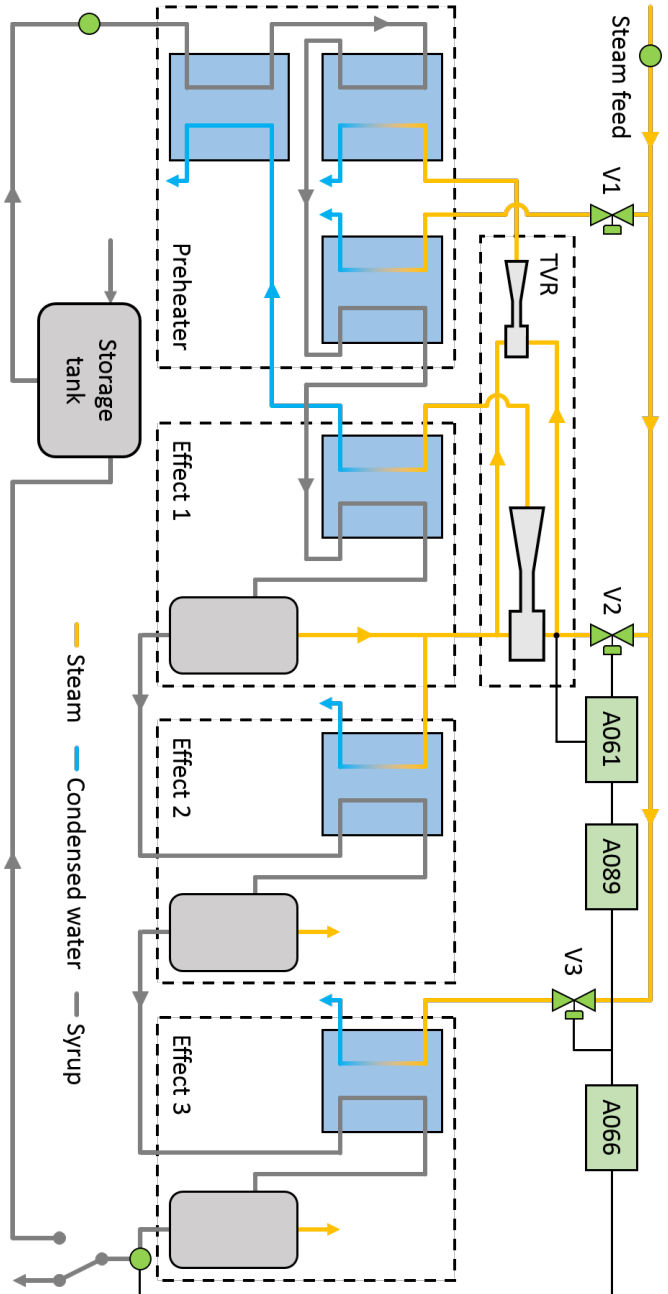 Steam feed
V1
V2
V3
TVR
A061
A089
A066
Preheater
Effect 1
Effect 2
Effect 3
Storage
tank
Steam
Condensed water
Syrup